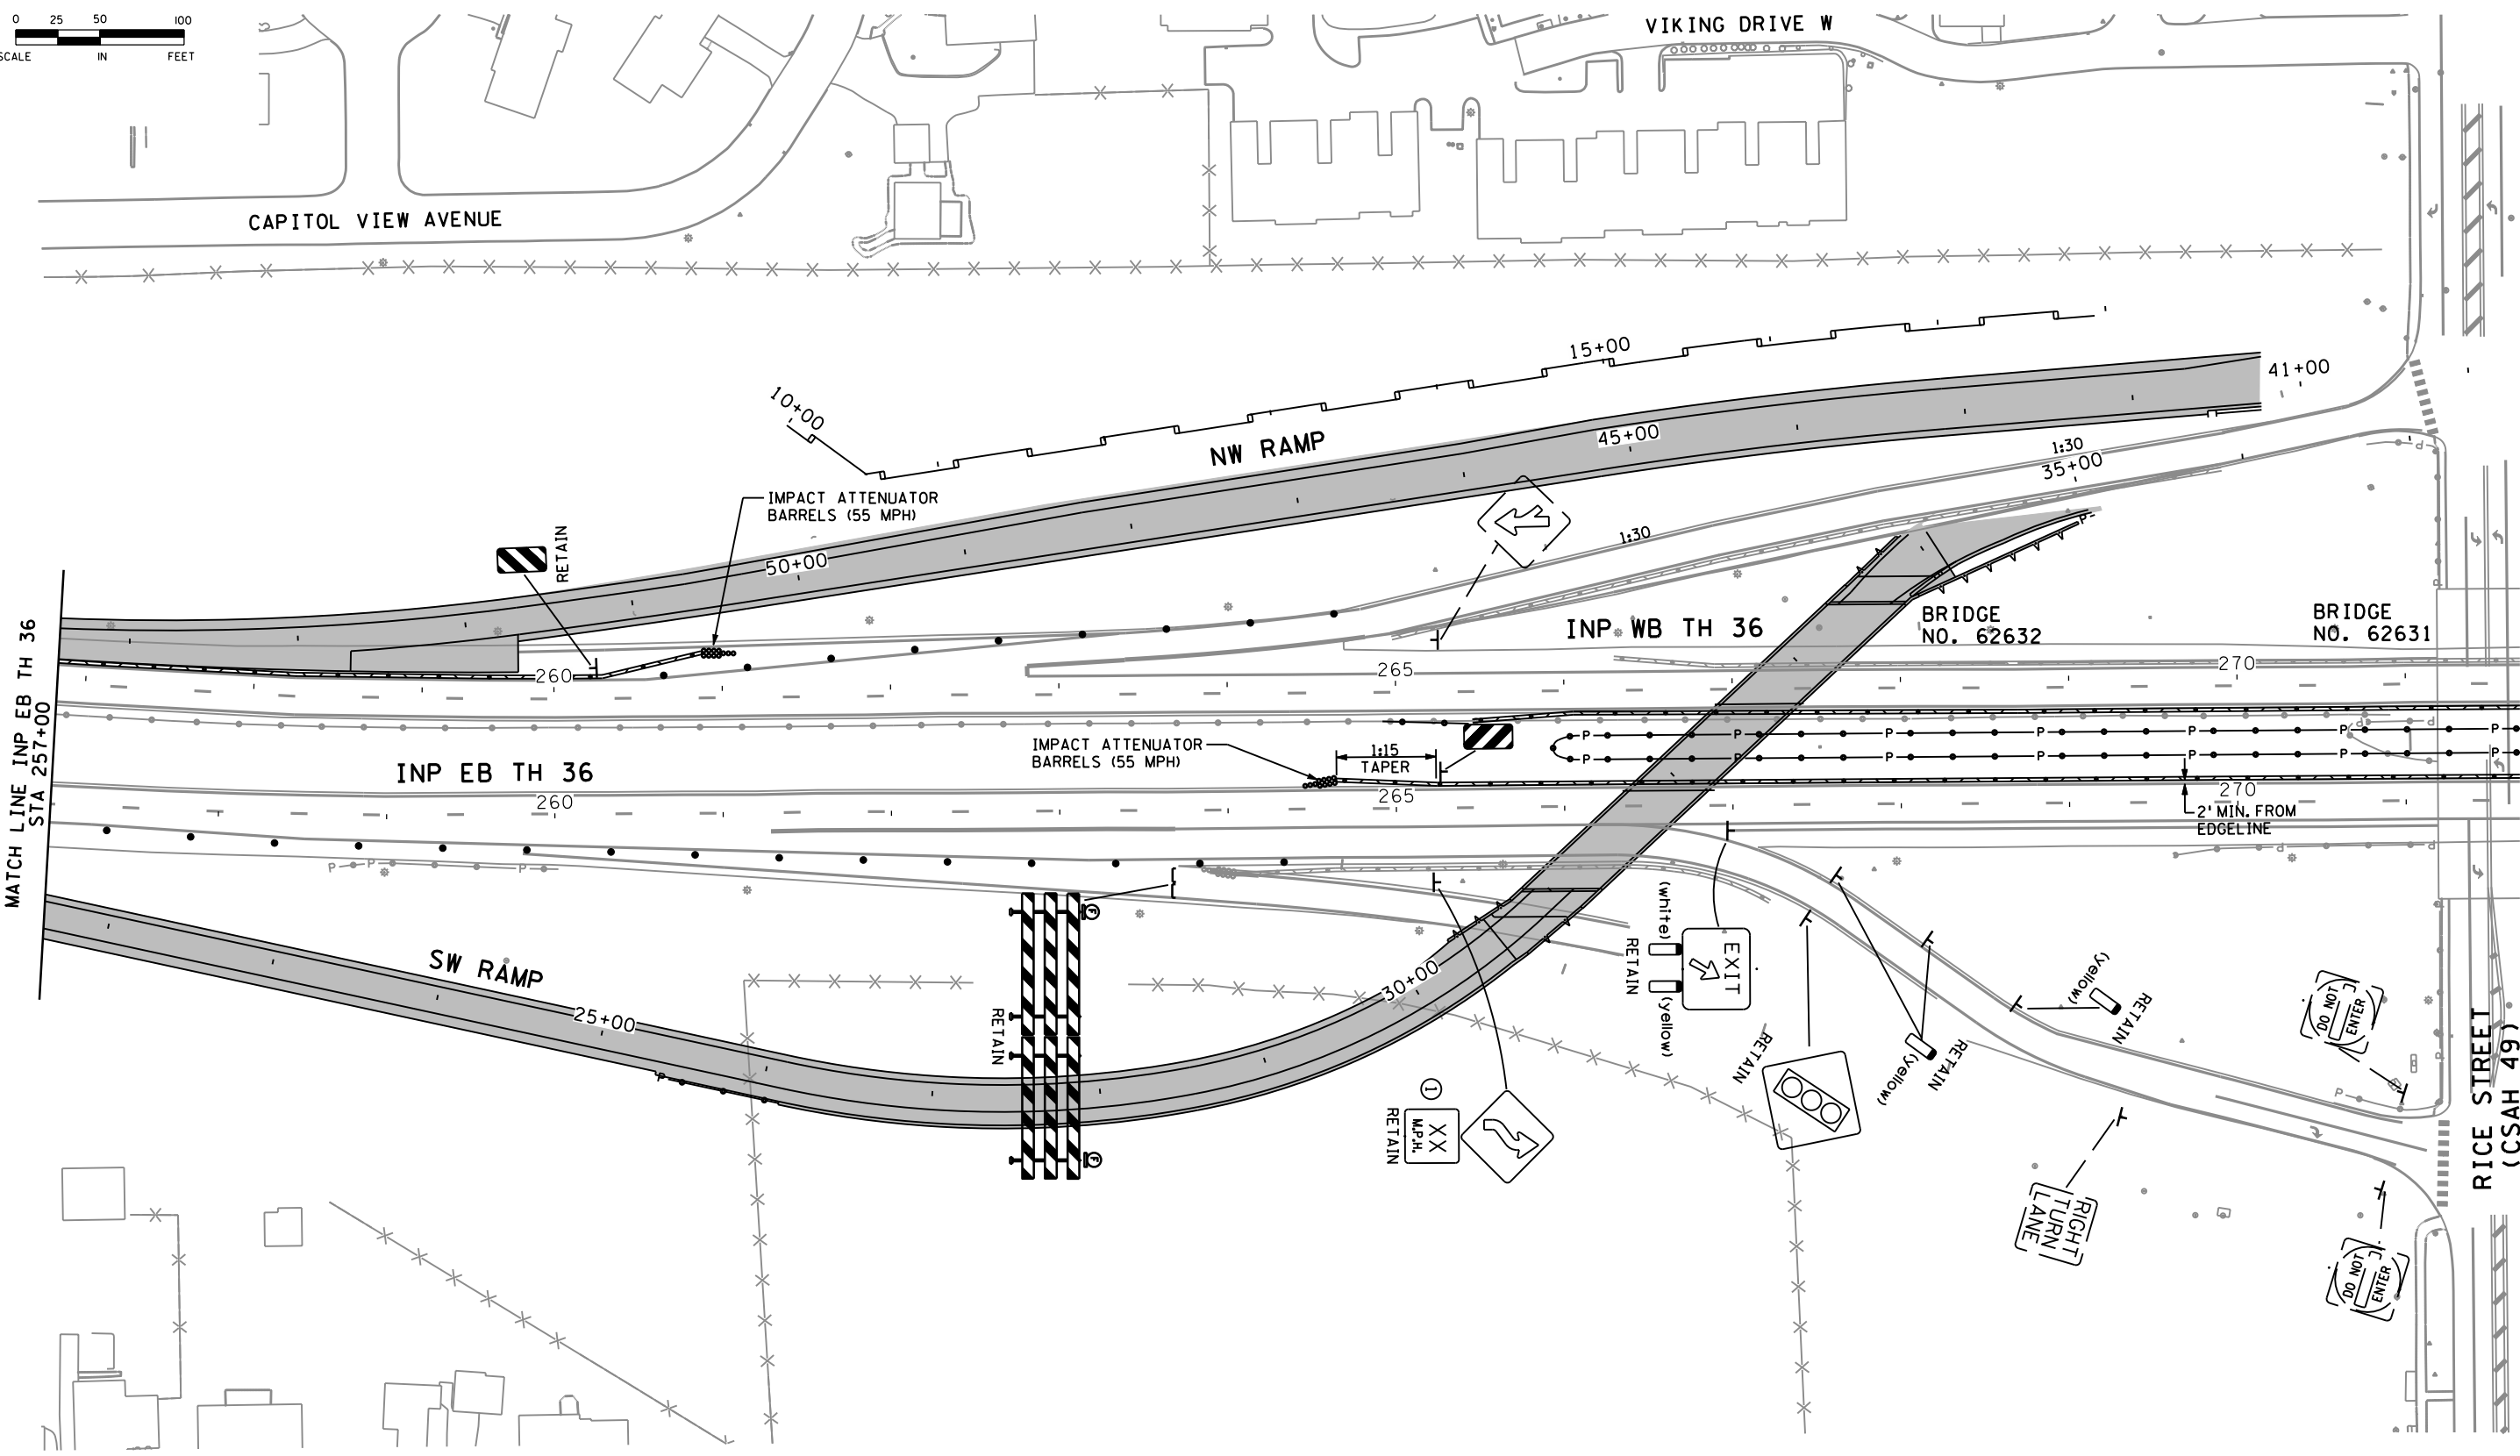 0 25 50 100
SCALE IN FEET
VIKING DRIVE W
CAPITOL VIEW AVENUE
10+00
15+00
41+00
NW RAMP
45+00
1:30
35+00
IMPACT ATTENUATOR
BARRELS (55 MPH)
RETAIN
50+00
1:30
INP WB TH 36
BRIDGE
NO. 62632
BRIDGE
NO. 62631
MATCH LINE INP EB TH 36
STA 257+00
260
265
270
IMPACT ATTENUATOR
BARRELS (55 MPH)
1:15
TAPER
P P P P P P P
P P P P P P P
INP EB TH 36
260
265
270
2' MIN. FROM
EDGELINE
P P P
SW RAMP
25+00
30+00
P
F
F
RETAIN
(white)
RETAIN
(yellow)
EXIT
1
XX
M.P.H.
RETAIN
RETAIN
(yellow)
RETAIN
(yellow)
RETAIN
DO NOT
ENTER
RIGHT
TURN
LANE
DO NOT
ENTER
RICE STREET
(CSAH 49)